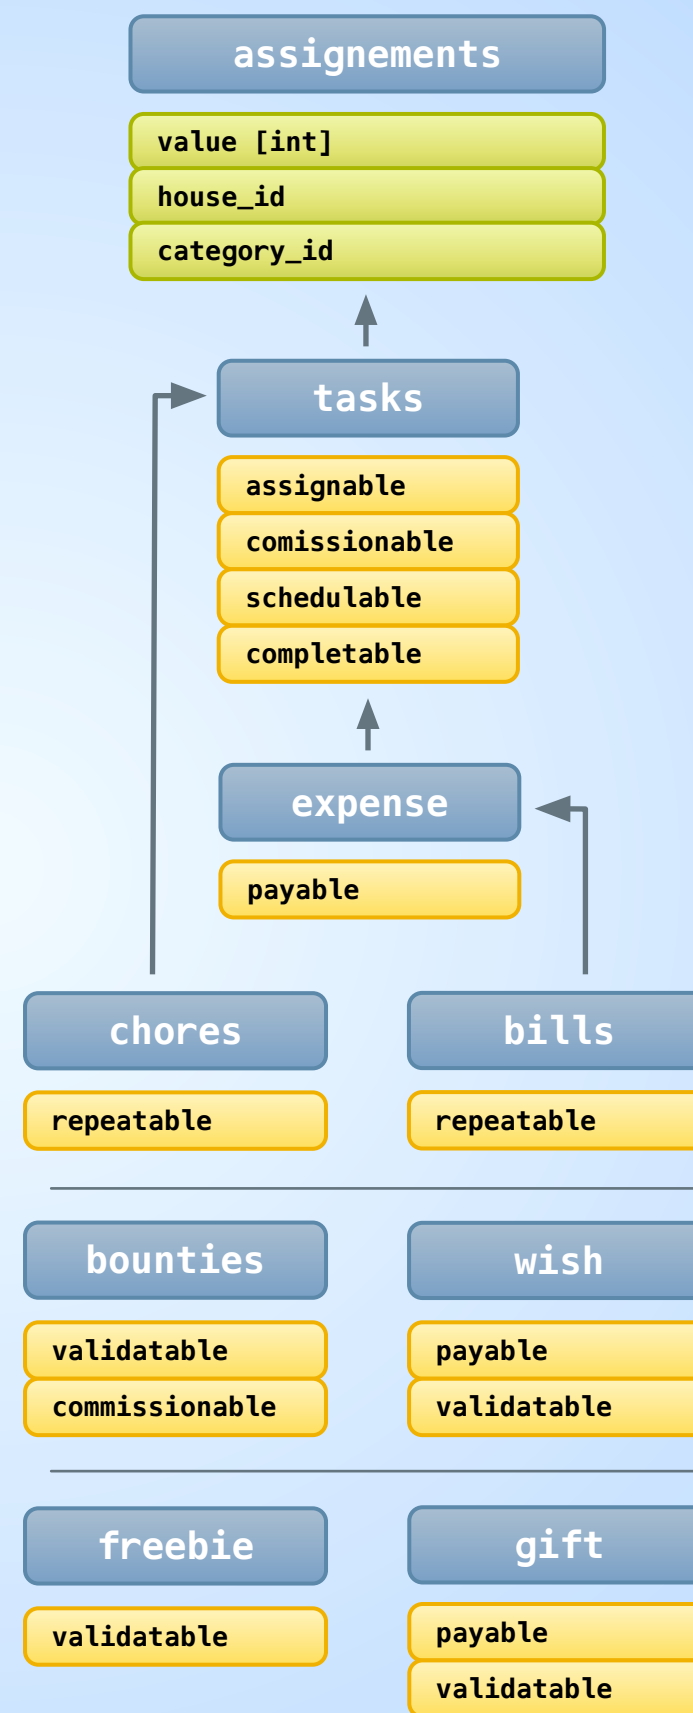 assignements
value [int]
house_id
category_id
tasks
assignable
comissionable
schedulable
completable
expense
payable
chores
bills
repeatable
repeatable
bounties
wish
validatable
payable
commissionable
validatable
freebie
gift
validatable
payable
validatable